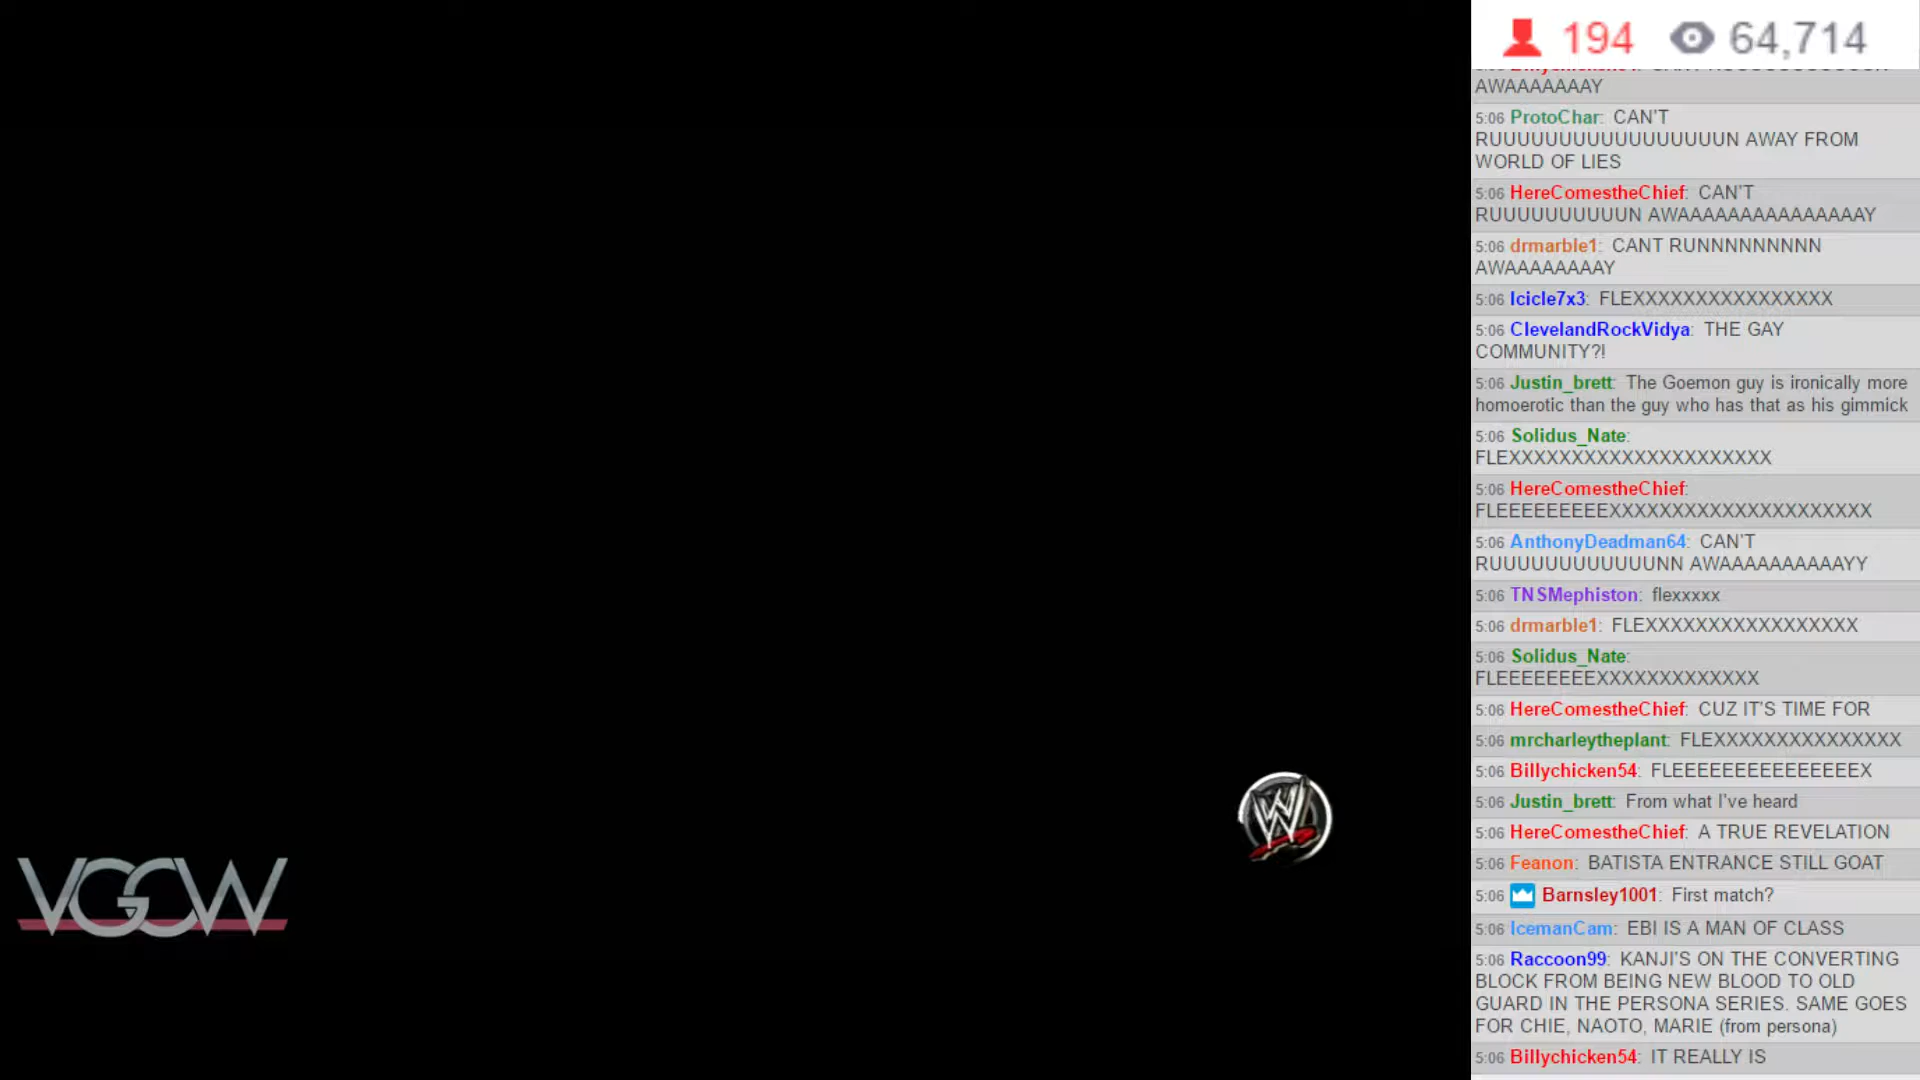 194 64,714
AWAAAAAAAY
5:06 ProtoChar: CAN'T
RUUUUUUUUUUUUUUUUUN AWAY FROM
WORLD OF LIES
5:06 HereComestheChief: CAN'T
RUUUUUUUUUUN AWAAAAAAAAAAAAAAAY
5:06 drmarble1: CANT RUNNNNNNNNN
AWAAAAAAAAY
5:06 Icicle7x3: FLEXXXXXXXXXXXXXXXX
5:06 ClevelandRockVidya: THE GAY
COMMUNITY?!
5:06 Justin_brett: The Goemon guy is ironically more
homoerotic than the guy who has that as his gimmick
5:06 Solidus_Nate:
FLEXXXXXXXXXXXXXXXXXXXXX
5:06 HereComestheChief:
FLEEEEEEEEEXXXXXXXXXXXXXXXXXXXXX
5:06 AnthonyDeadman64: CAN'T
RUUUUUUUUUUUUNN AWAAAAAAAAAAYY
5:06 TNSMephiston: flexxxxx
5:06 drmarble1: FLEXXXXXXXXXXXXXXXXX
5:06 Solidus_Nate:
FLEEEEEEEEXXXXXXXXXXXXX
5:06 HereComestheChief: CUZ IT'S TIME FOR
5:06 mrcharleytheplant: FLEXXXXXXXXXXXXXXX
5:06 Billychicken54: FLEEEEEEEEEEEEEEEX
5:06 Justin_brett: From what I've heard
5:06 HereComestheChief: A TRUE REVELATION
5:06 Feanon: BATISTA ENTRANCE STILL GOAT
5:06 Barnsley1001: First match?
5:06 IcemanCam: EBI IS A MAN OF CLASS
5:06 Raccoon99: KANJI'S ON THE CONVERTING
BLOCK FROM BEING NEW BLOOD TO OLD
GUARD IN THE PERSONA SERIES. SAME GOES
FOR CHIE, NAOTO, MARIE (from persona)
5:06 Billychicken54: IT REALLY IS
W
VGCW